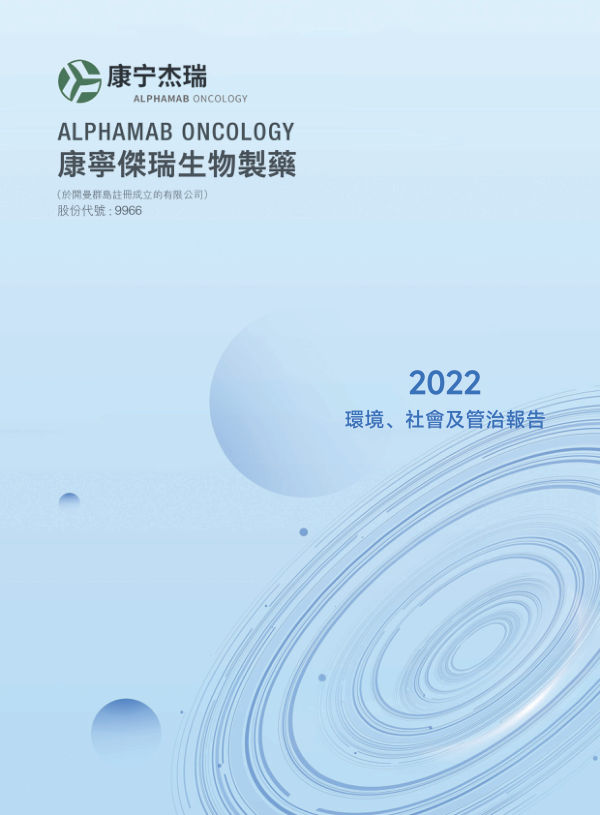 康宁杰瑞
ALPHAMAB ONCOLOGY
ALPHAMAB ONCOLOGY
康寧傑瑞生物製藥
(於開曼群島註冊成立的有限公司)
股份代號 : 9966
2022
環境、社會及管治報告